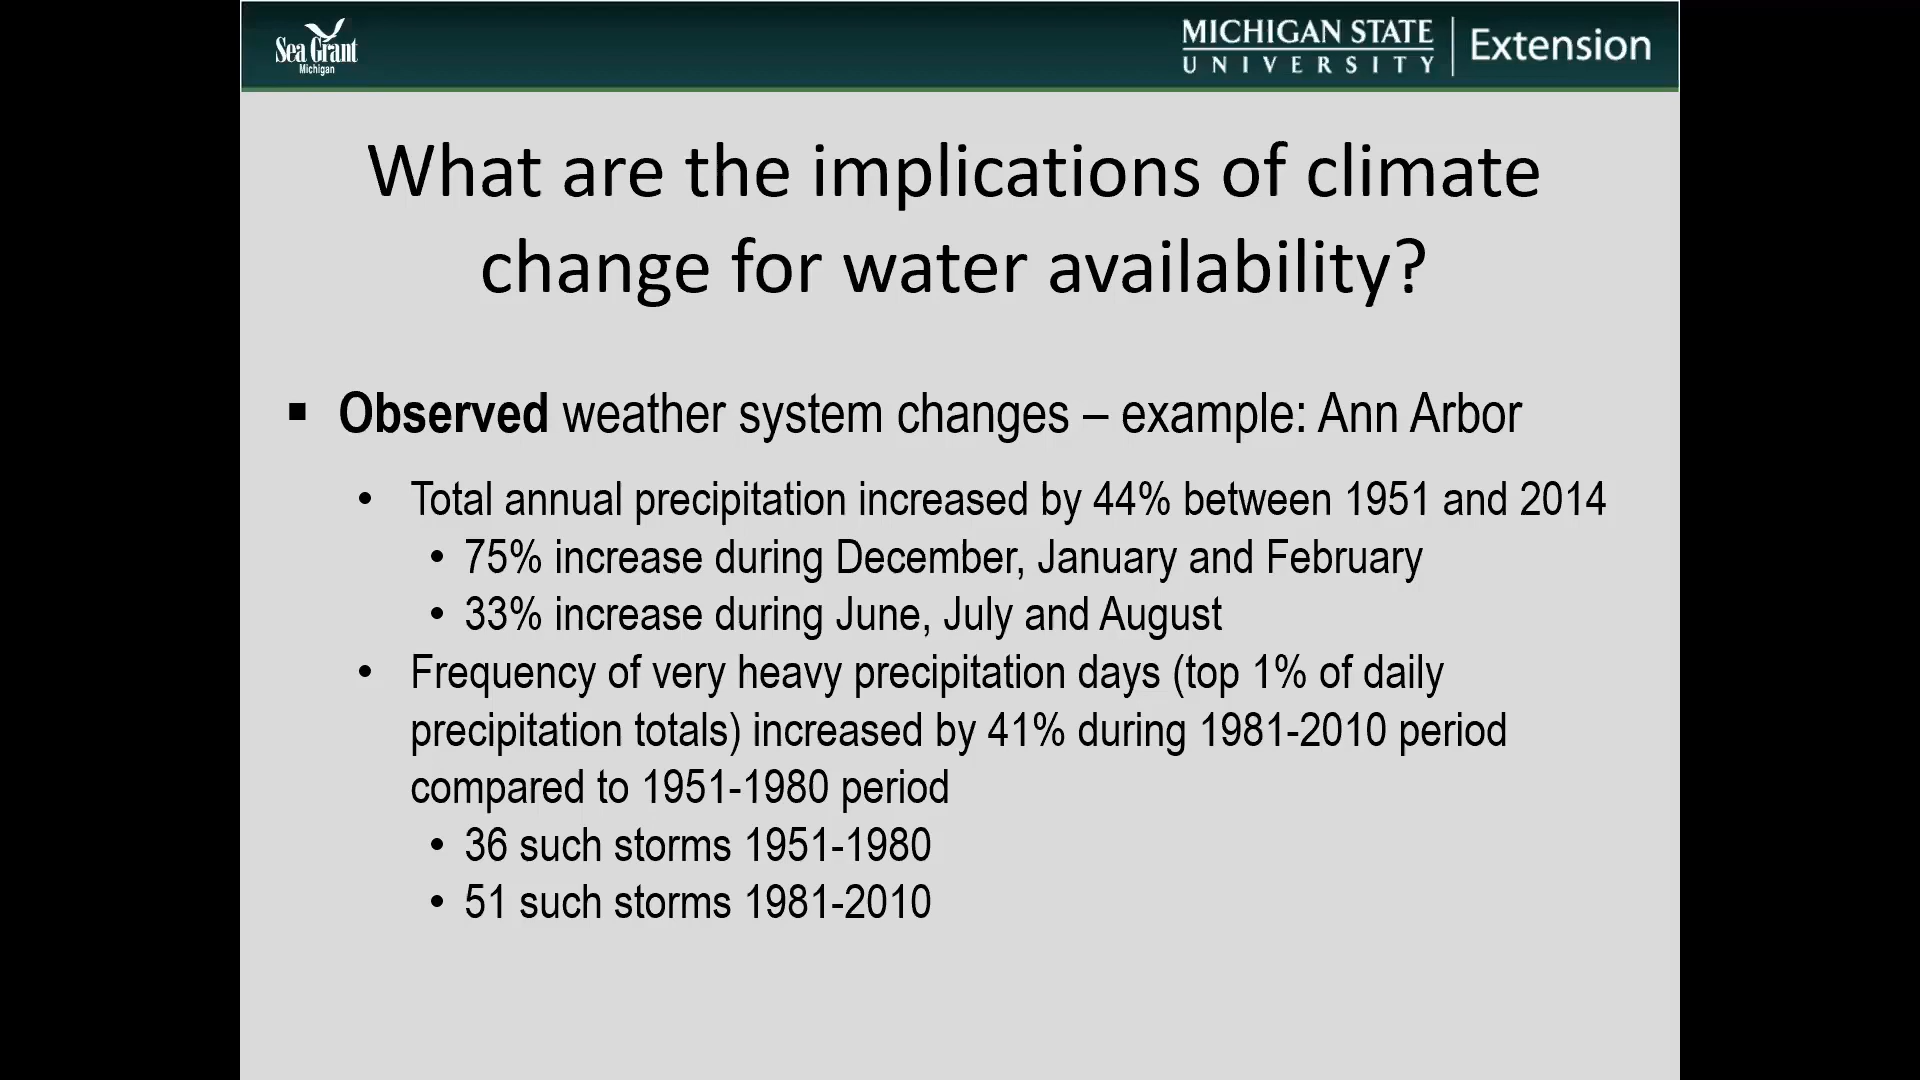 Sea Grant
Michigan
MICHIGAN STATE
UNIVERSITY
Extension
What are the implications of climate
change for water availability?
▪ Observed weather system changes – example: Ann Arbor
• Total annual precipitation increased by 44% between 1951 and 2014
• 75% increase during December, January and February
• 33% increase during June, July and August
• Frequency of very heavy precipitation days (top 1% of daily
precipitation totals) increased by 41% during 1981-2010 period
compared to 1951-1980 period
• 36 such storms 1951-1980
• 51 such storms 1981-2010